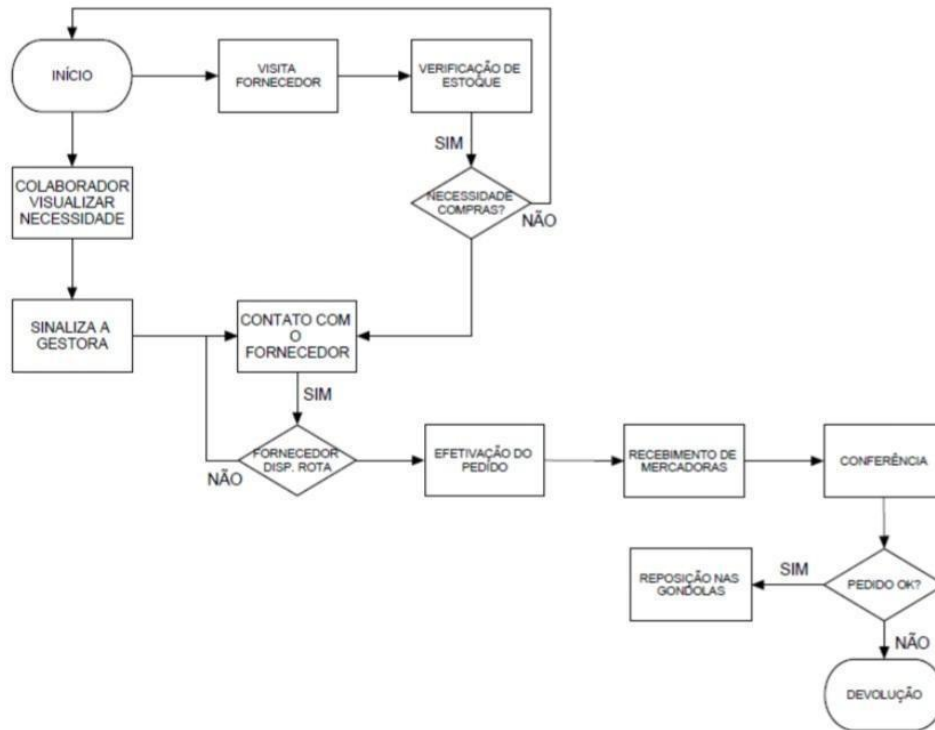 INÍCIO
VISITA
FORNECEDOR
VERIFICAÇÃO DE
ESTOQUE
SIM
COLABORADOR
VISUALIZAR
NECESSIDADE
NECESSIDADE
COMPRAS?
NÃO
SINALIZA A
GESTORA
CONTATO COM
O
FORNECEDOR
SIM
FORNECEDOR
DISP. ROTA
NÃO
EFETIVAÇÃO DO
PEDIDO
RECEBIMENTO DE
MERCADORAS
CONFERÊNCIA
REPOSIÇÃO NAS
GONDOLAS
SIM
PEDIDO OK?
NÃO
DEVOLUÇÃO